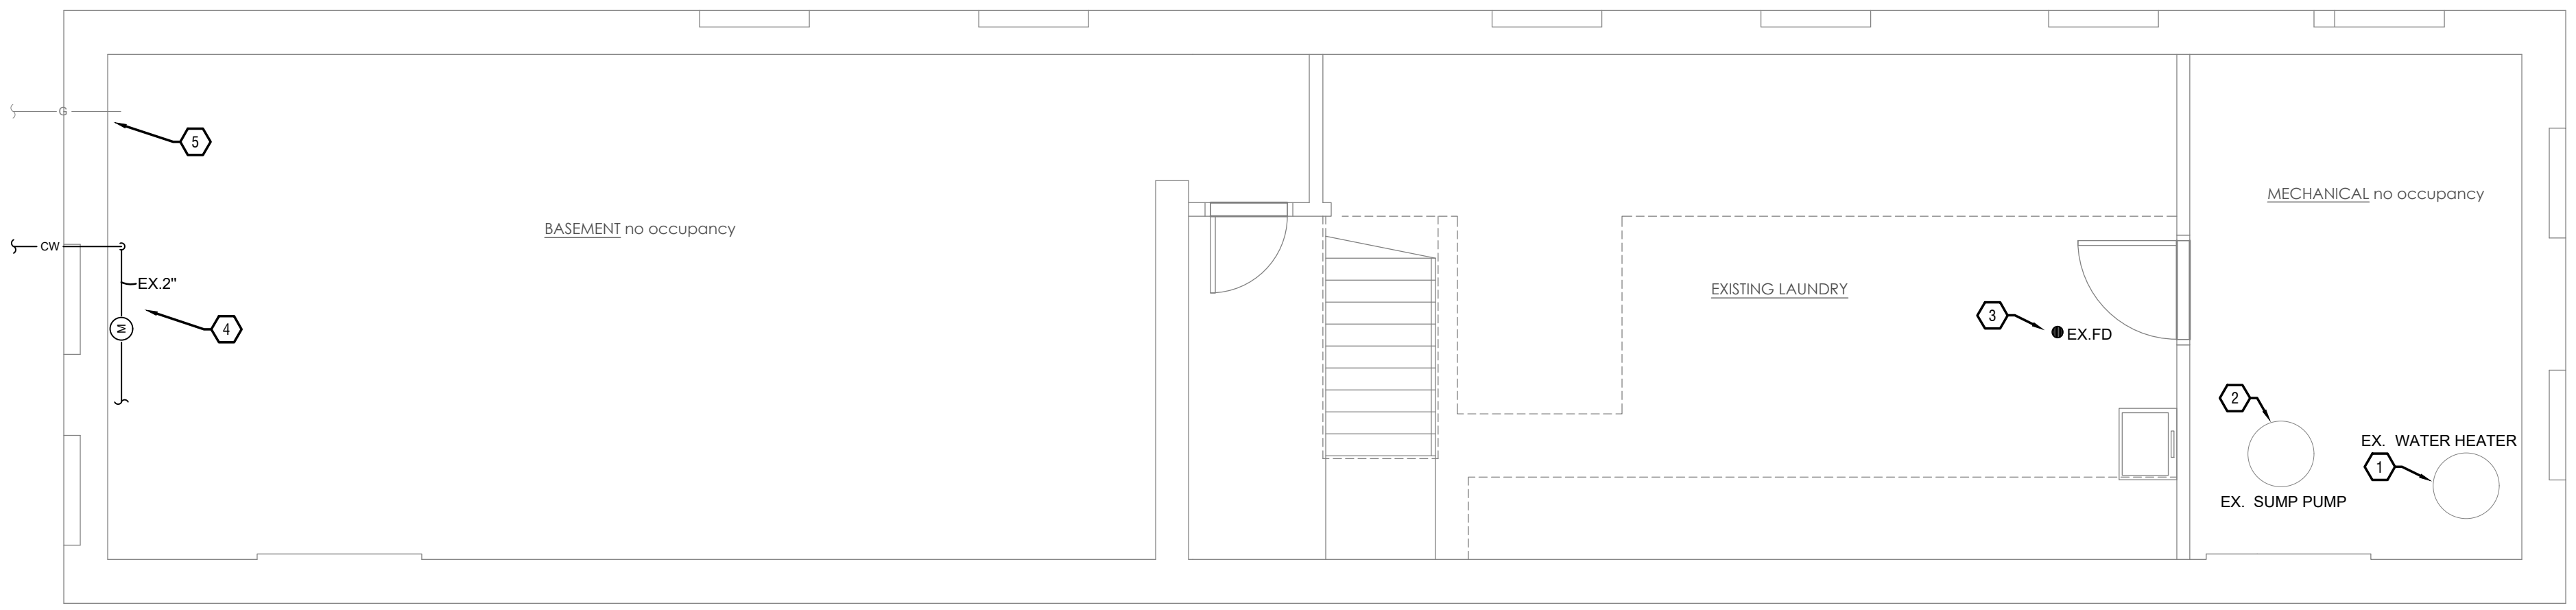 G
5
MECHANICAL no occupancy
BASEMENT no occupancy
CW
EX.2"
EXISTING LAUNDRY
M
4
3
EX.FD
2
EX. WATER HEATER
1
EX. SUMP PUMP